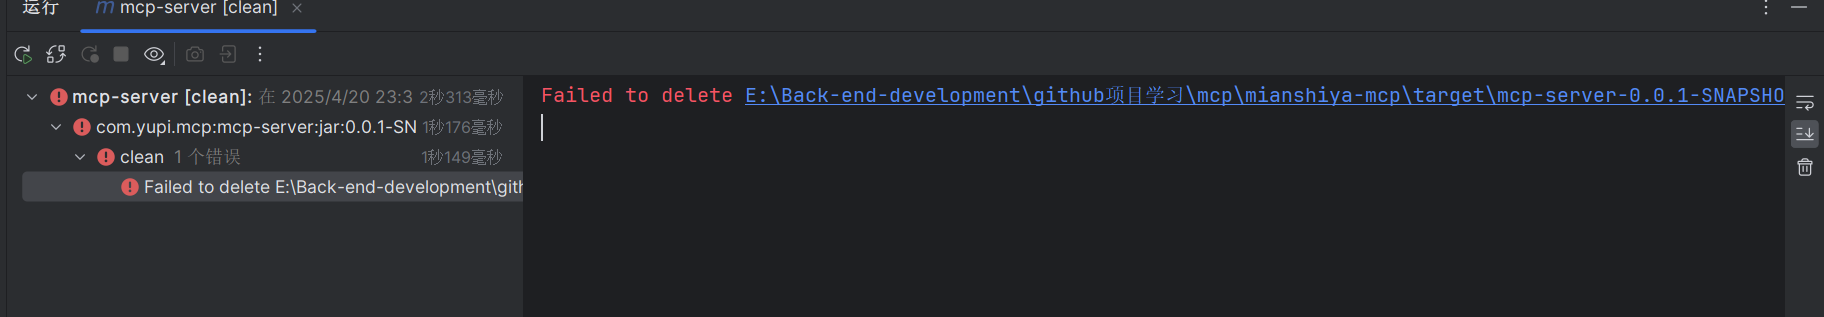 运行 m mcp-server [clean] ×
mcp-server [clean]: 在 2025/4/20 23:3 2秒313毫秒
com.yupi.mcp:mcp-server:jar:0.0.1-SN 1秒176毫秒
clean 1 个错误 1秒149毫秒
Failed to delete E:\Back-end-development\gith
Failed to delete E:\Back-end-development\github项目学习\mcp\mianshiya-mcp\target\mcp-server-0.0.1-SNAPSHO